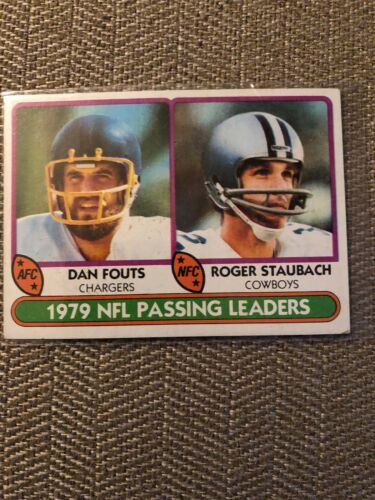 AFC
DAN FOUTS
CHARGERS
NFC
ROGER STAUBACH
COWBOYS
1979 NFL PASSING LEADERS